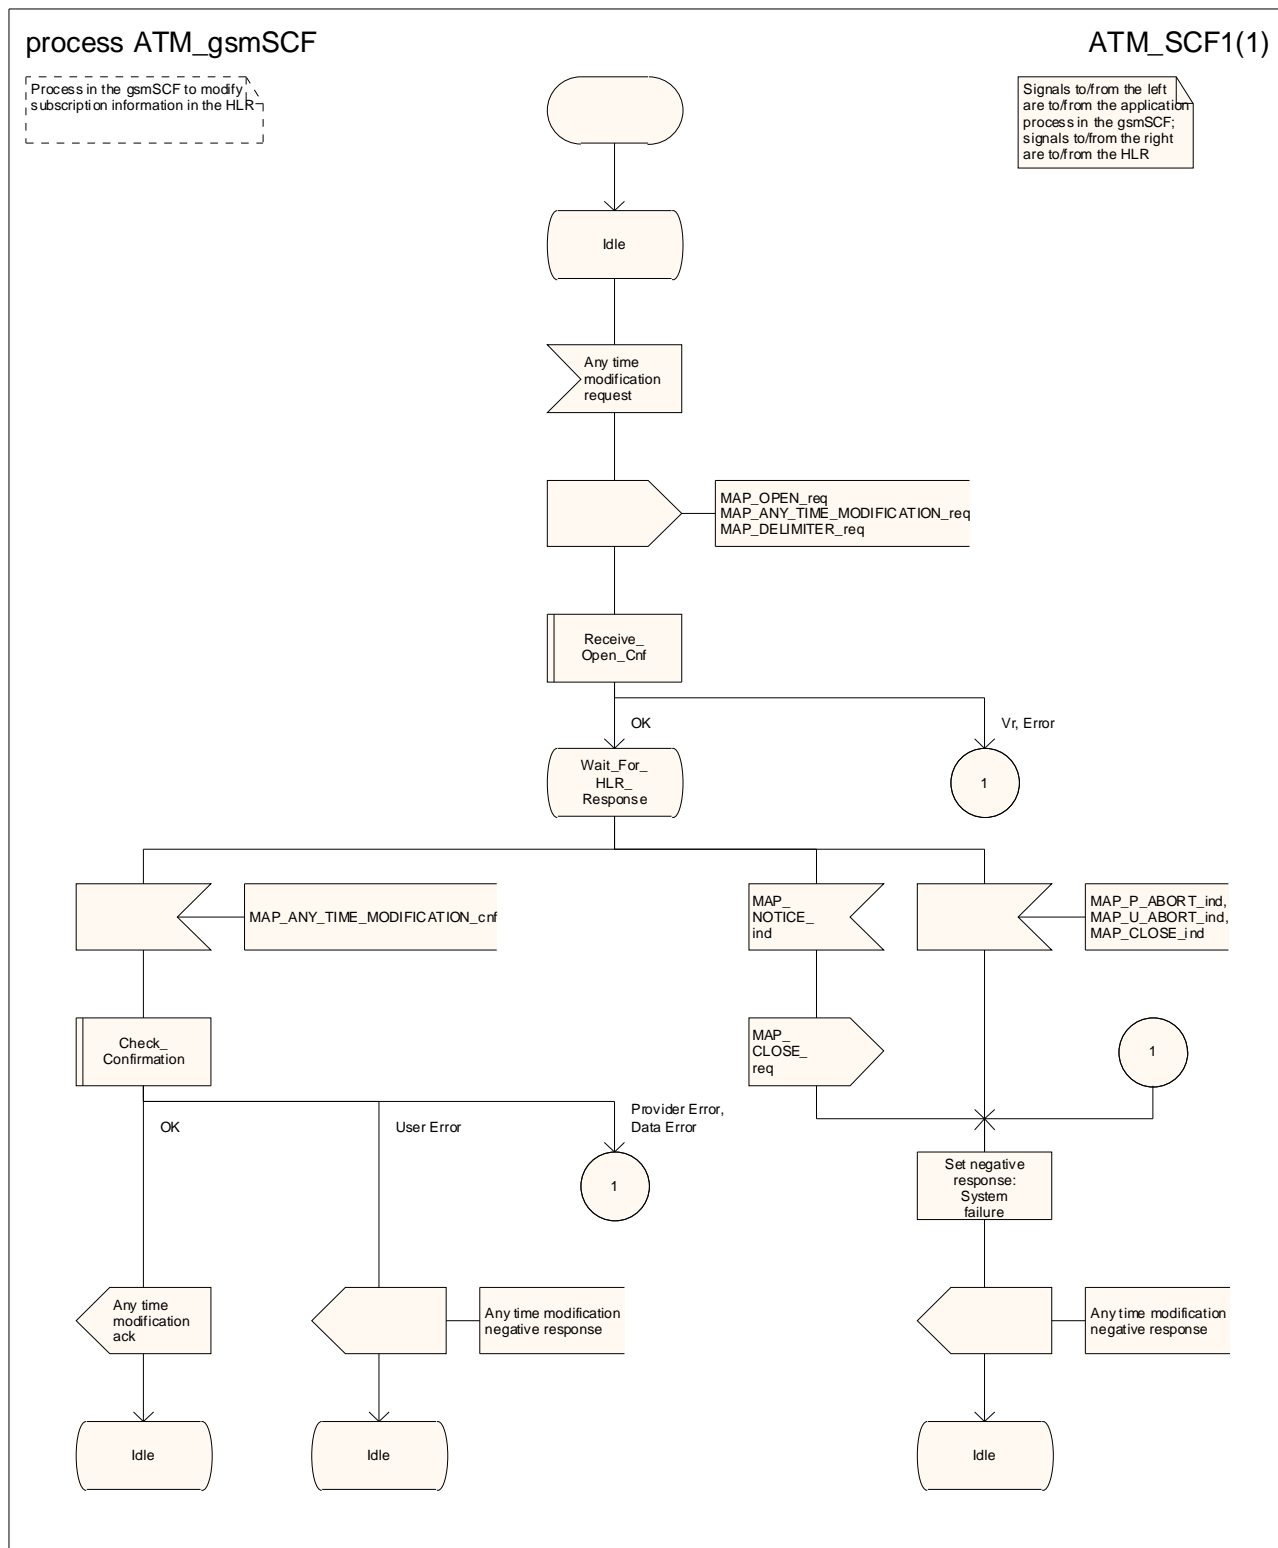 process ATM_gsmSCF
ATM_SCF1(1)
Process in the gsmSCF to modify
subscription information in the HLR
Signals to/from the left
are to/from the application
process in the gsmSCF;
signals to/from the right
are to/from the HLR
Idle
Any time
modification
request
MAP_OPEN_req
MAP_ANY_TIME_MODIFICATION_req
MAP_DELIMITER_req
Receive_
Open_Cnf
OK
Vr, Error
Wait_For_
HLR_
Response
1
MAP_ANY_TIME_MODIFICATION_cnf
MAP_
NOTICE_
ind
MAP_P_ABORT_ind,
MAP_U_ABORT_ind,
MAP_CLOSE_ind
Check_
Confirmation
MAP_
CLOSE_
req
1
OK
User Error
Provider Error,
Data Error
1
Set negative
response:
System
failure
Any time
modification
ack
Any time modification
negative response
Any time modification
negative response
Idle
Idle
Idle